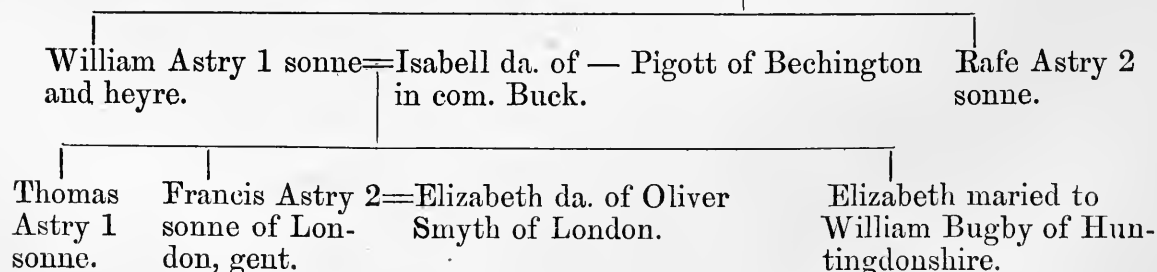 William Astry 1 sonne=Isabell da. of — Pigott of Bechington
and heyre.
in com. Buck.
Rafe Astry 2
sonne.
Thomas
Astry 1
sonne.
Francis Astry 2=Elizabeth da. of Oliver
sonne of Lon-
don, gent.
Smyth of London.
Elizabeth maried to
William Bugby of Hun-
tingdonshire.